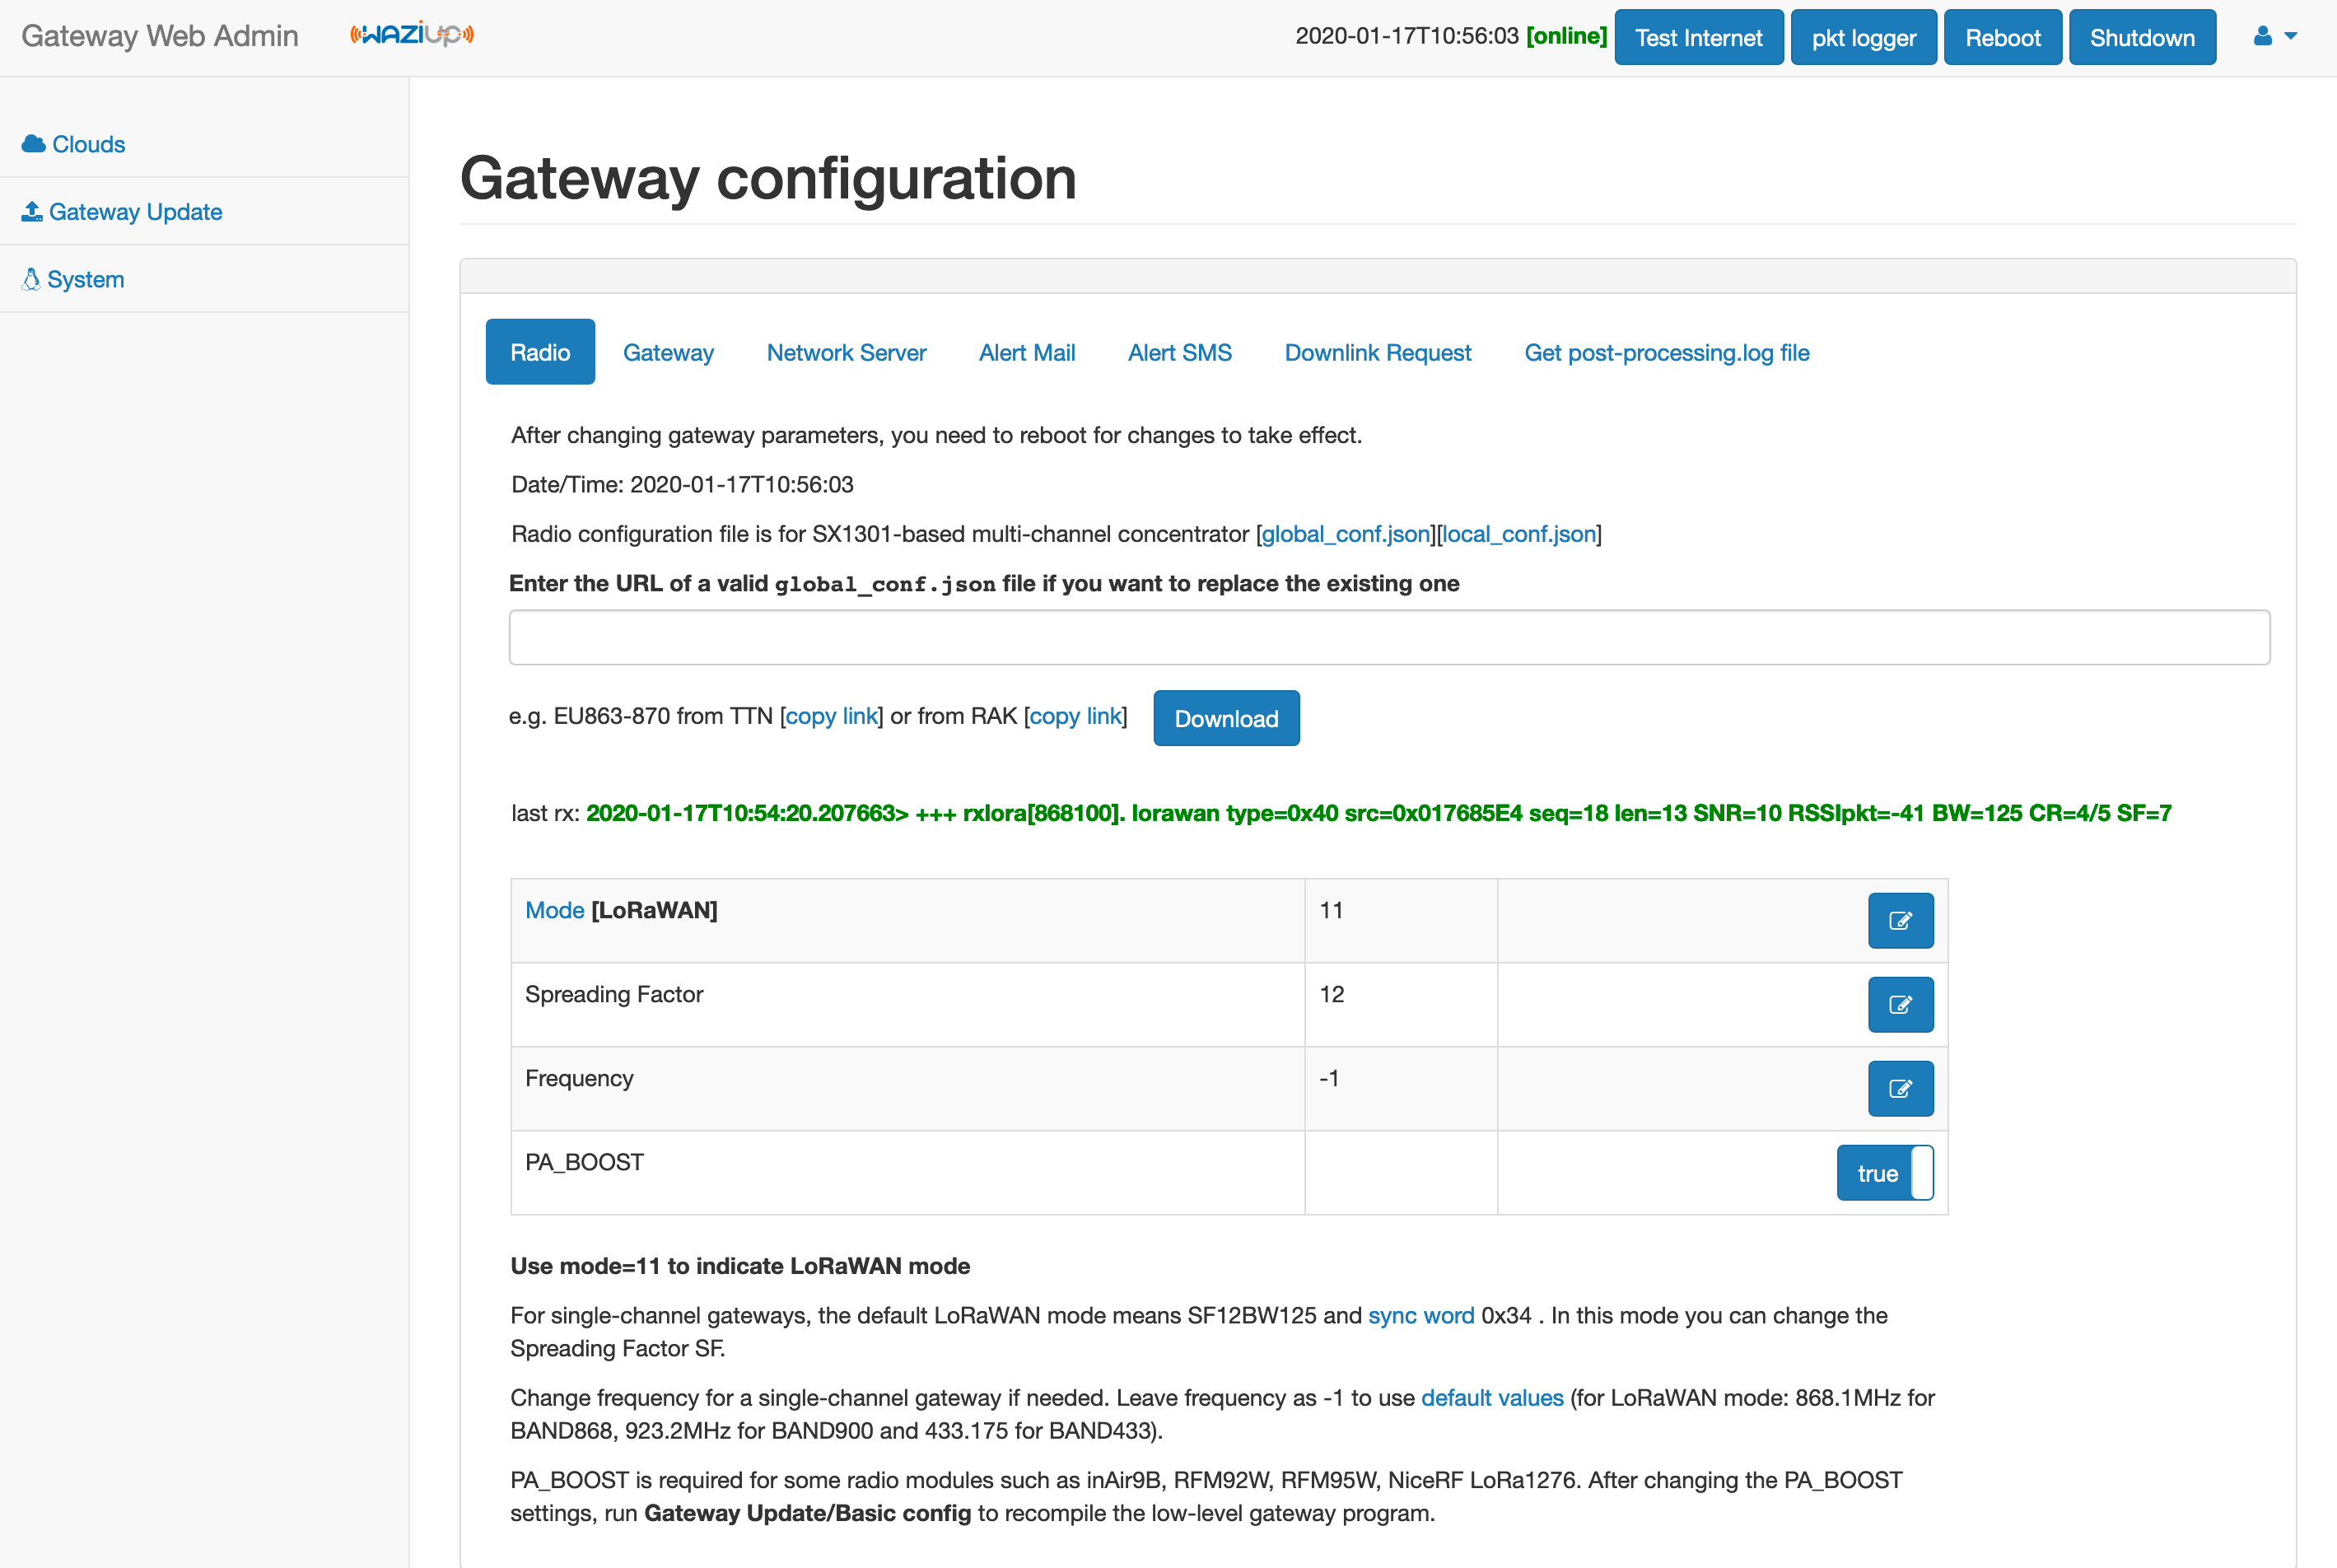 Gateway Web Admin
WAZIUP
2020-01-17T10:56:03 [online]
Test Internet
pkt logger
Reboot
Shutdown
Clouds
Gateway Update
System
Gateway configuration
Radio
Gateway
Network Server
Alert Mail
Alert SMS
Downlink Request
Get post-processing.log file
After changing gateway parameters, you need to reboot for changes to take effect.
Date/Time: 2020-01-17T10:56:03
Radio configuration file is for SX1301-based multi-channel concentrator [global_conf.json][local_conf.json]
Enter the URL of a valid global_conf.json file if you want to replace the existing one
e.g. EU863-870 from TTN [copy link] or from RAK [copy link]
Download
last rx: 2020-01-17T10:54:20.207663> +++ rxlora[868100]. lorawan type=0x40 src=0x017685E4 seq=18 len=13 SNR=10 RSSIpkt=-41 BW=125 CR=4/5 SF=7
Mode [LoRaWAN] 11
Spreading Factor 12
Frequency -1
PA_BOOST true
Use mode=11 to indicate LoRaWAN mode
For single-channel gateways, the default LoRaWAN mode means SF12BW125 and sync word 0x34 . In this mode you can change the
Spreading Factor SF.
Change frequency for a single-channel gateway if needed. Leave frequency as -1 to use default values (for LoRaWAN mode: 868.1MHz for
BAND868, 923.2MHz for BAND900 and 433.175 for BAND433).
PA_BOOST is required for some radio modules such as inAir9B, RFM92W, RFM95W, NiceRF LoRa1276. After changing the PA_BOOST
settings, run Gateway Update/Basic config to recompile the low-level gateway program.